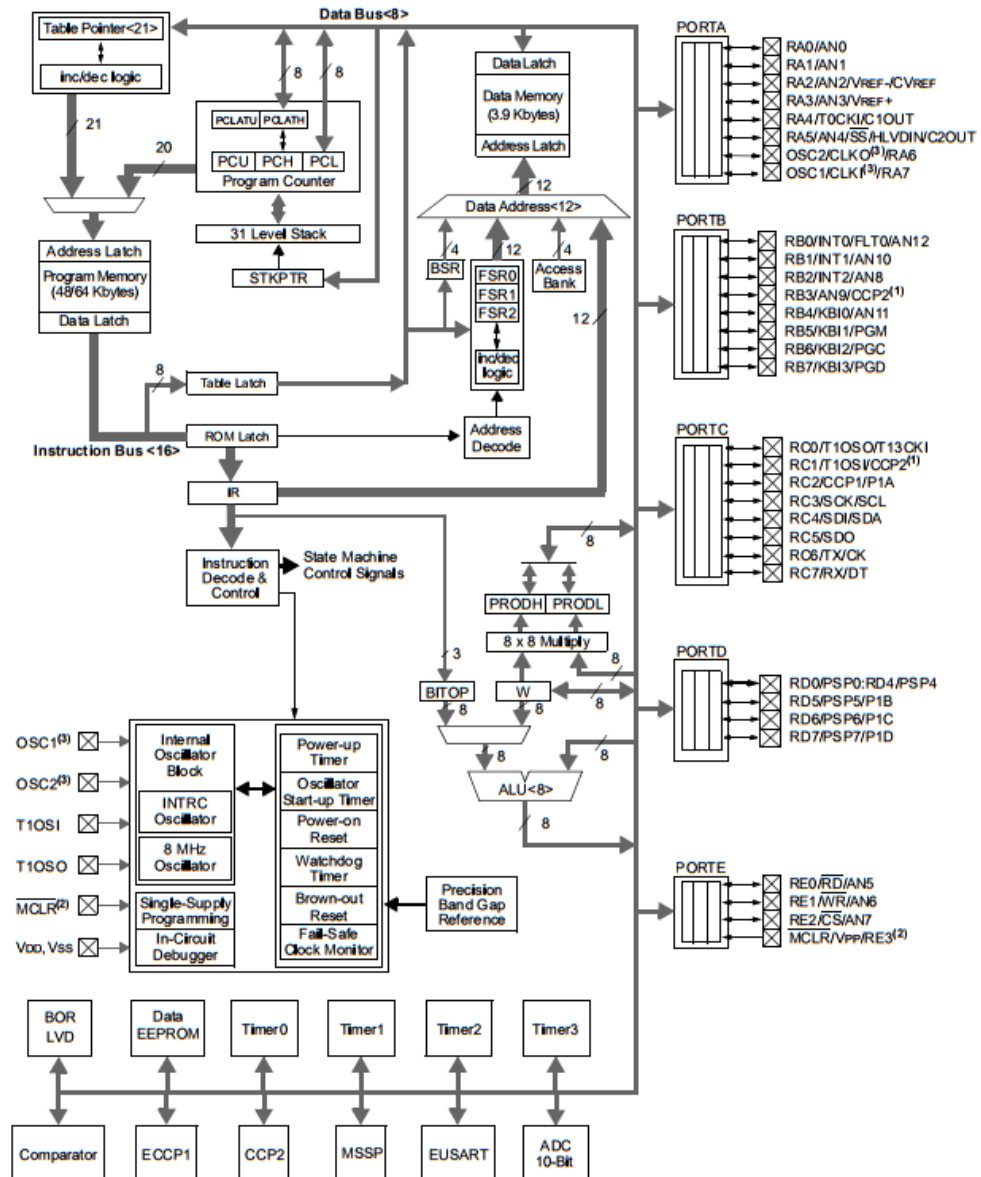 Data Bus<8>
Table Pointer<21>
inc/dec logic
21
20
8
8
PCLATU PCLATH
PCU PCH PCL
Program Counter
31 Level Stack
STKPTR
Data Latch
Data Memory
(3.9 Kbytes)
Address Latch
12
Data Address<12>
4
12
4
BSR
FSR0
FSR1
FSR2
inc/dec
logic
Access
Bank
12
Address
Decode
Address Latch
Program Memory
(48/64 Kbytes)
Data Latch
8
Table Latch
ROM Latch
Instruction Bus <16>
IR
Instruction
Decode &
Control
State Machine
Control Signals
8
PRODH PRODL
8 x 8 Multiply
3
8
BITOP
W
8
8
8
8
8
ALU<8>
8
OSC1(3)
OSC2(3)
T1OSI
T1OSO
MCLR(2)
VDD, VSS
Internal
Oscillator
Block
INTRC
Oscillator
8 MHz
Oscillator
Single-Supply
Programming
In-Circuit
Debugger
Power-up
Timer
Oscillator
Start-up Timer
Power-on
Reset
Watchdog
Timer
Brown-out
Reset
Fail-Safe
Clock Monitor
Precision
Band Gap
Reference
PORTA
RA0/AN0
RA1/AN1
RA2/AN2/VREF-/CVREF
RA3/AN3/VREF+
RA4/T0CKI/C1OUT
RA5/AN4/SS/HLVDIN/C2OUT
OSC2/CLKO(3)/RA6
OSC1/CLKI(3)/RA7
PORTB
RB0/INT0/FLT0/AN12
RB1/INT1/AN10
RB2/INT2/AN8
RB3/AN9/CCP2(1)
RB4/KBI0/AN11
RB5/KBI1/PGM
RB6/KBI2/PGC
RB7/KBI3/PGD
PORTC
RC0/T1OSO/T13CKI
RC1/T1OSI/CCP2(1)
RC2/CCP1/P1A
RC3/SCK/SCL
RC4/SDI/SDA
RC5/SDO
RC6/TX/CK
RC7/RX/DT
PORTD
RD0/PSP0:RD4/PSP4
RD5/PSP5/P1B
RD6/PSP6/P1C
RD7/PSP7/P1D
PORTE
RE0/RD/AN5
RE1/WR/AN6
RE2/CS/AN7
MCLR/VPP/RE3(2)
BOR
LVD
Data
EEPROM
Timer0
Timer1
Timer2
Timer3
Comparator
ECCP1
CCP2
MSSP
EUSART
ADC
10-Bit